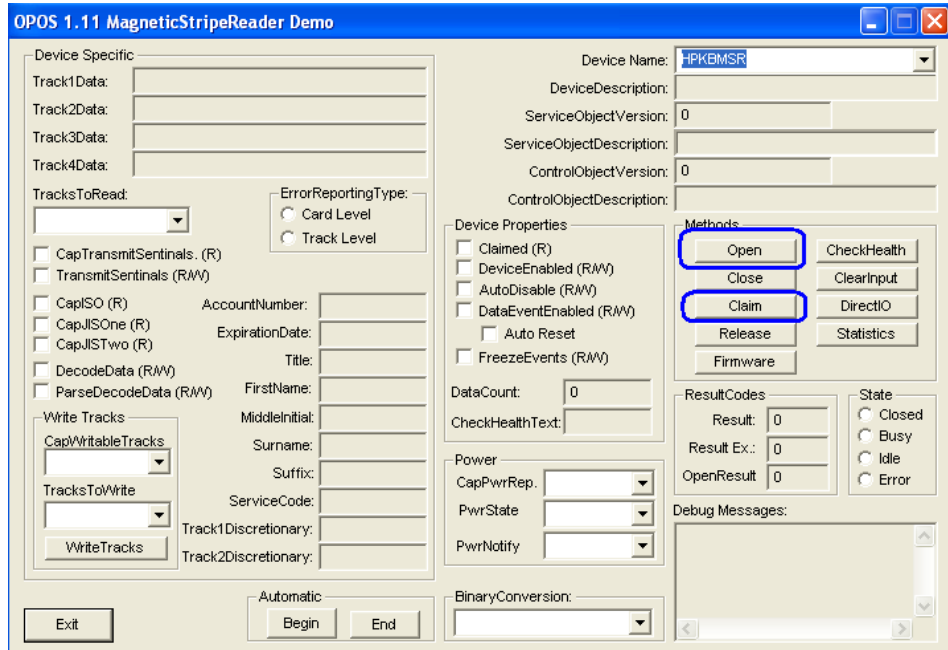 OPOS 1.11 MagneticStripeReader Demo
Device Specific
Track1Data:
Track2Data:
Track3Data:
Track4Data:
TracksToRead:
ErrorReportingType:
Card Level
Track Level
CapTransmitSentinals. (R)
TransmitSentinals (R/W)
CapISO (R)
CapJISOne (R)
CapJISTwo (R)
DecodeData (R/W)
ParseDecodeData (R/W)
AccountNumber:
ExpirationDate:
Title:
FirstName:
MiddleInitial:
Surname:
Suffix:
ServiceCode:
Track1Discretionary:
Track2Discretionary:
Write Tracks
CapWritableTracks
TracksToWrite
WriteTracks
Exit
Automatic
Begin
End
Device Name: HPKBMSR
DeviceDescription:
ServiceObjectVersion: 0
ServiceObjectDescription:
ControlObjectVersion: 0
ControlObjectDescription:
Device Properties
Claimed (R)
DeviceEnabled (R/W)
AutoDisable (R/W)
DataEventEnabled (R/W)
Auto Reset
FreezeEvents (R/W)
DataCount: 0
CheckHealthText:
Power
CapPwrRep.
PwrState
PwrNotify
BinaryConversion:
Methods
Open
CheckHealth
Close
ClearInput
Claim
DirectIO
Release
Statistics
Firmware
ResultCodes
Result: 0
Result Ex.: 0
OpenResult 0
State
Closed
Busy
Idle
Error
Debug Messages: